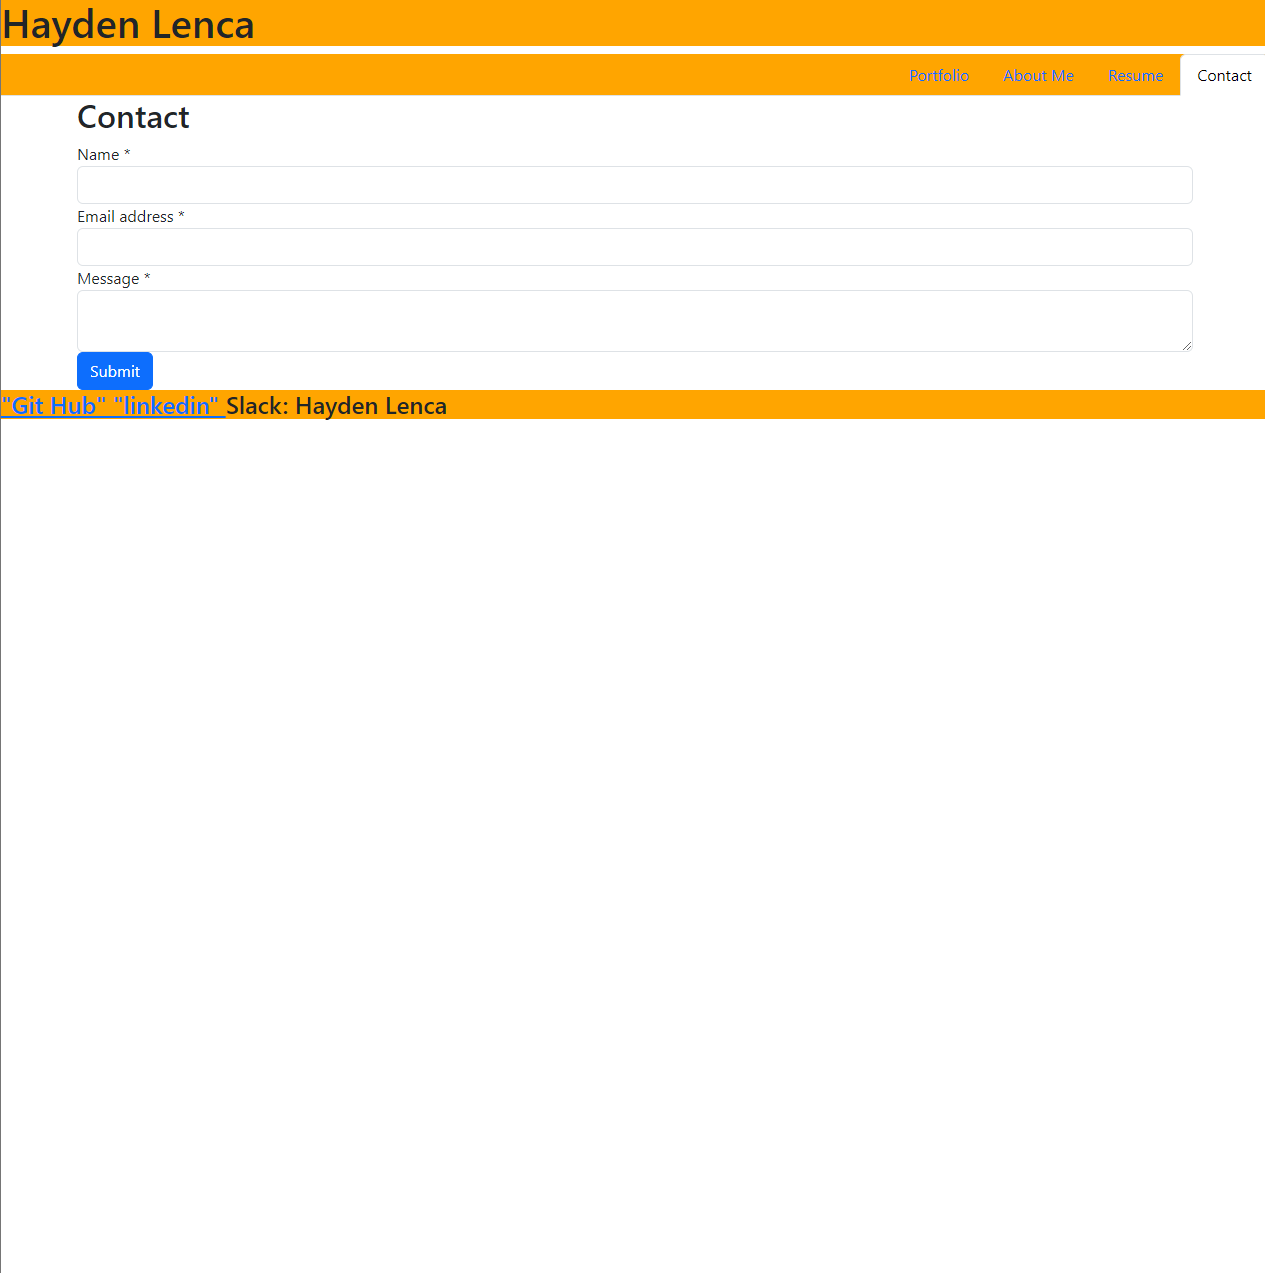 Hayden Lenca
Portfolio About Me Resume Contact
Contact
Name *
Email address *
Message *
Submit
"Git Hub" "linkedin" Slack: Hayden Lenca